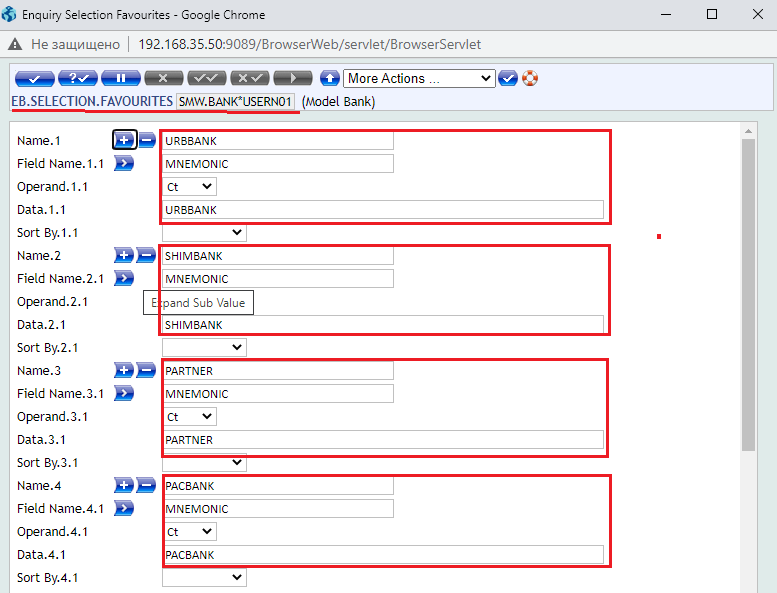 Enquiry Selection Favourites - Google Chrome
Не защищено | 192.168.35.50:9089/BrowserWeb/servlet/BrowserServlet
More Actions ...
EB.SELECTION.FAVOURITES SMW.BANK*USERN01 (Model Bank)
Name.1 URBBANK
Field Name.1.1 MNEMONIC
Operand.1.1 Ct
Data.1.1 URBBANK
Sort By.1.1
Name.2 SHIMBANK
Field Name.2.1 MNEMONIC
Operand.2.1 Expand Sub Value
Data.2.1 SHIMBANK
Sort By.2.1
Name.3 PARTNER
Field Name.3.1 MNEMONIC
Operand.3.1 Ct
Data.3.1 PARTNER
Sort By.3.1
Name.4 PACBANK
Field Name.4.1 MNEMONIC
Operand.4.1 Ct
Data.4.1 PACBANK
Sort By.4.1